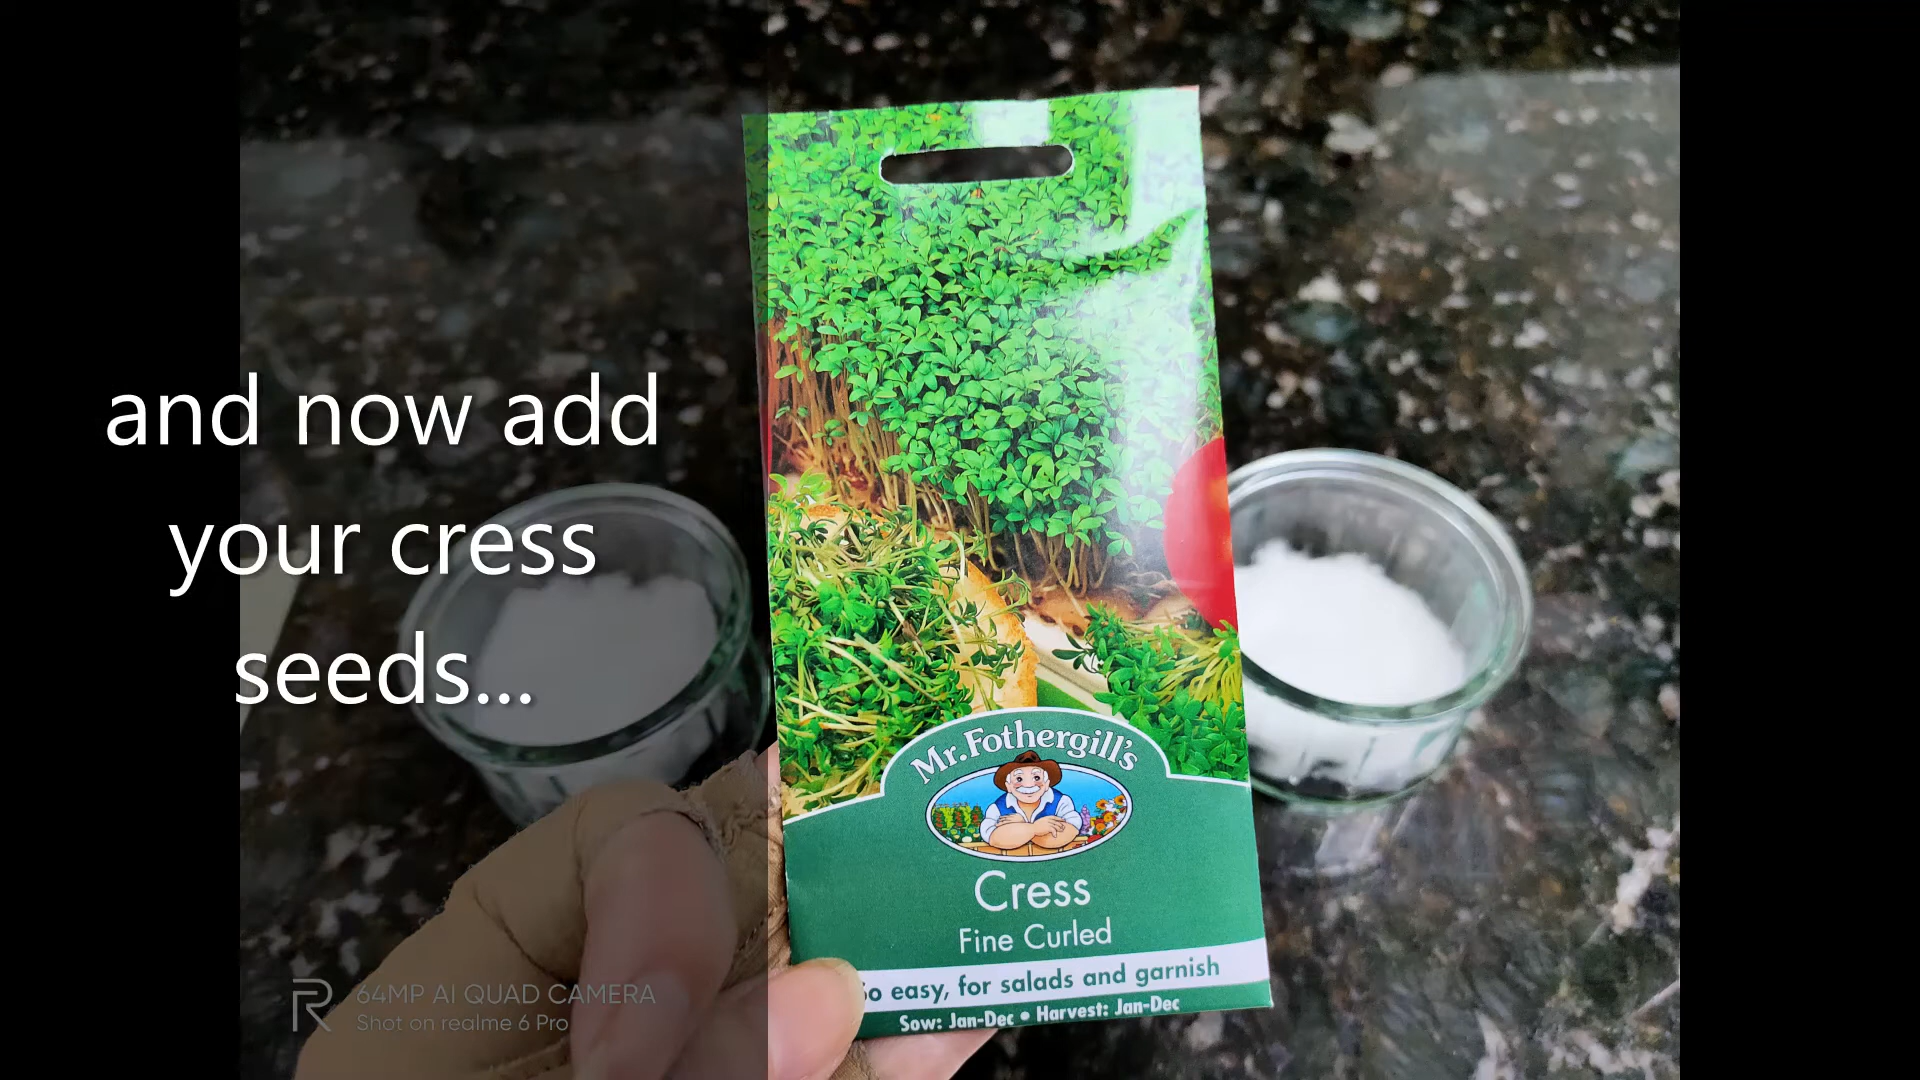 and now add
your cress
seeds...
Mr. Fothergill's
Cress
Fine Curled
So easy, for salads and garnish
Sow: Jan-Dec • Harvest: Jan-Dec
64MP AI QUAD CAMERA
Shot on realme 6 Pro